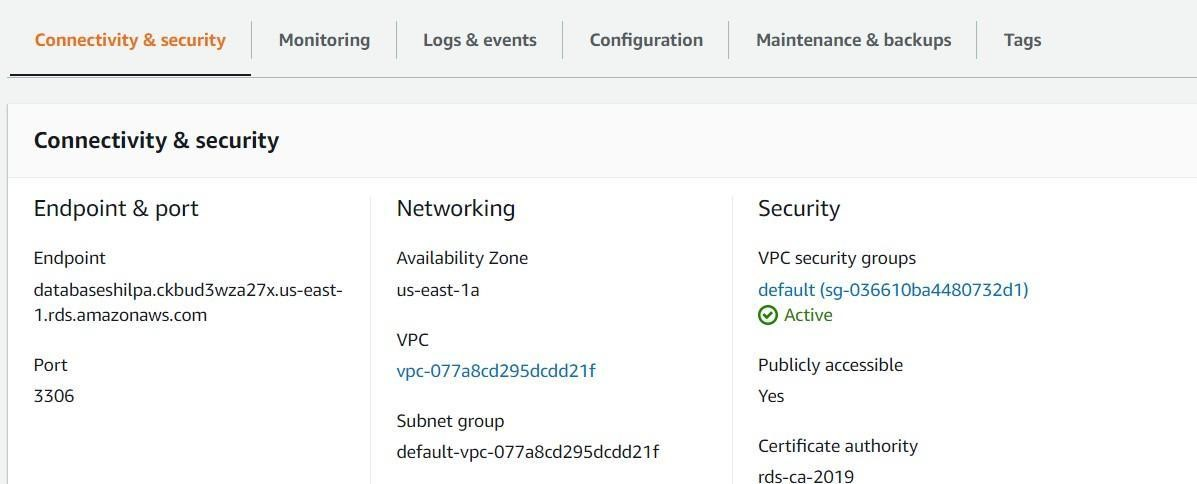 Connectivity & security
Monitoring
Logs & events
Configuration
Maintenance & backups
Tags
Connectivity & security
Endpoint & port
Endpoint
databaseshilpa.ckbud3wza27x.us-east-
1.rds.amazonaws.com
Port
3306
Networking
Availability Zone
us-east-1a
VPC
vpc-077a8cd295dcdd21f
Subnet group
default-vpc-077a8cd295dcdd21f
Security
VPC security groups
default (sg-036610ba4480732d1)
Active
Publicly accessible
Yes
Certificate authority
rds-ca-2019